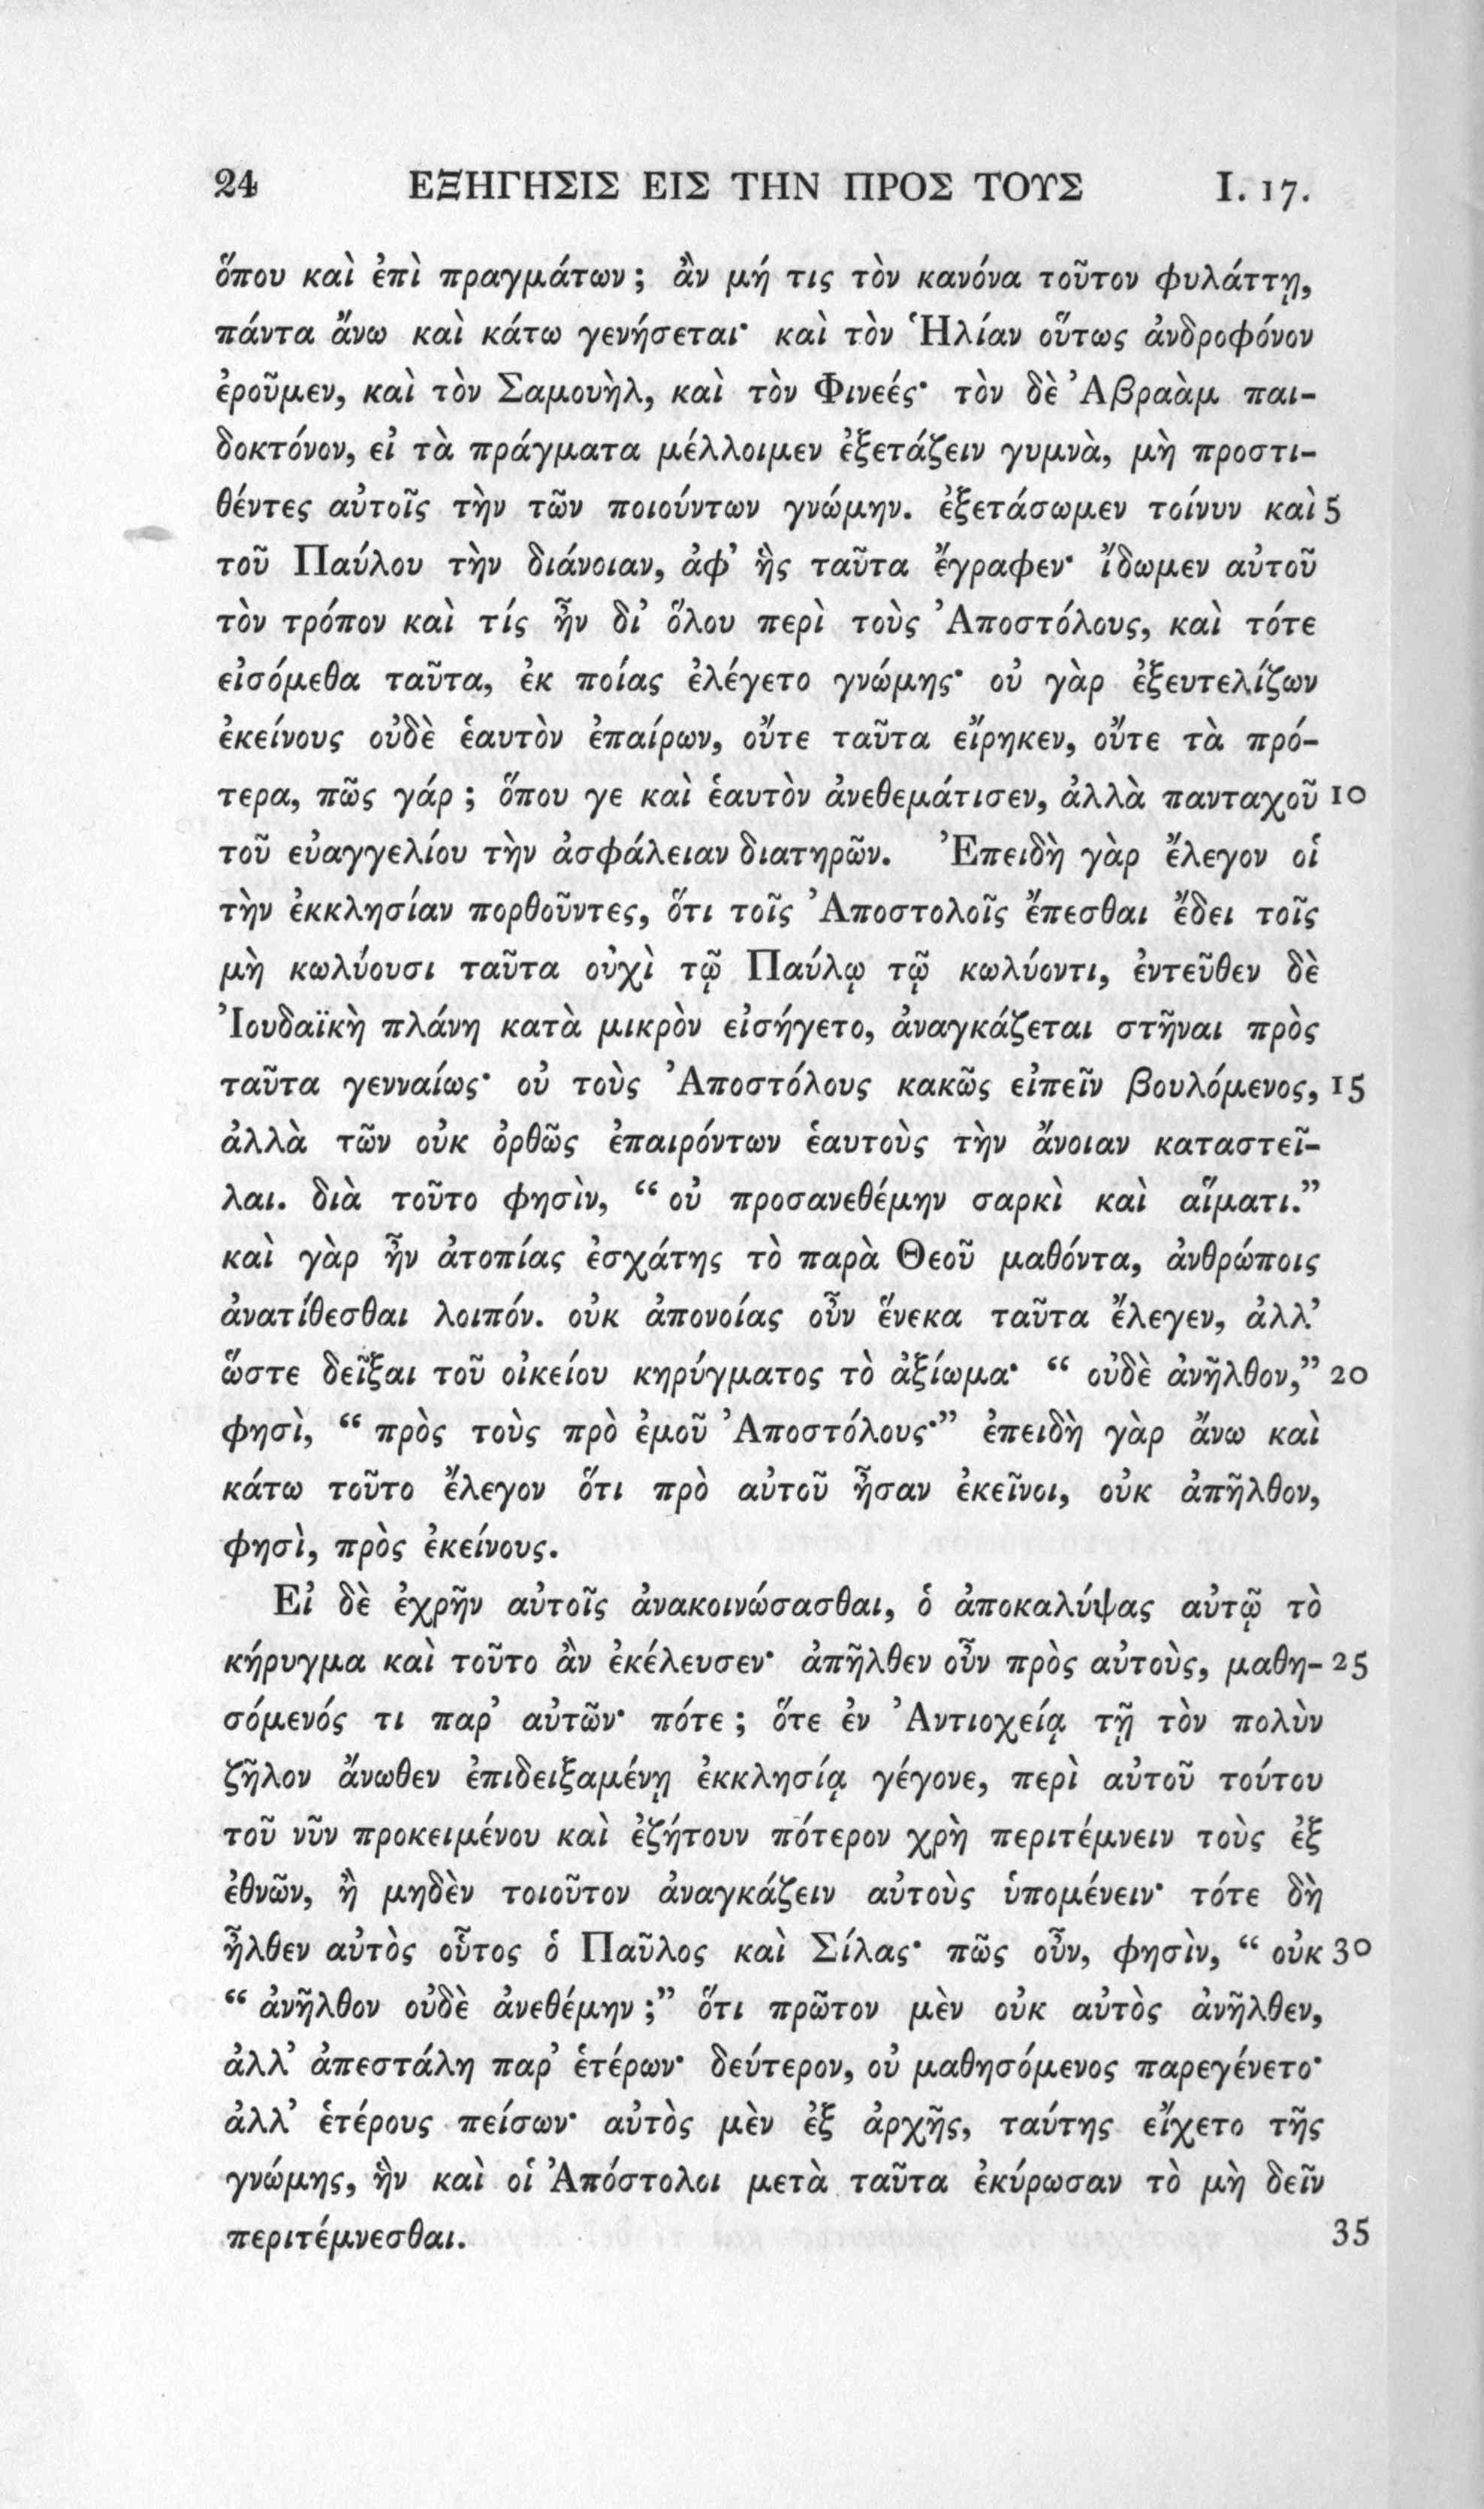 24 ΕΞΗΓΗΣΙΣ ΕΙΣ ΤΗΝ ΠΡΟΣ ΤΟΥΣ I. 17.
ὅπου καὶ ἐπὶ πραγμάτων ; ἂν μή τις τὸν κανόνα τοῦτον φυλάττῃ,
πάντα ἄνω καὶ κάτω γενήσεται· καὶ τὸν Ἡλίαν οὕτως ἀνδροφόνον
ἐροῦμεν, καὶ τὸν Σαμουὴλ, καὶ τὸν Φινεές· τὸν δὲ Ἀβραὰμ παι-
δοκτόνον, εἰ τὰ πράγματα μέλλοιμεν ἐξετάζειν γυμνὰ, μὴ προστι-
θέντες αὐτοῖς τὴν τῶν ποιούντων γνώμην. ἐξετάσωμεν τοίνυν καὶ 5
τοῦ Παύλου τὴν διάνοιαν, ἀφ’ ἧς ταῦτα ἔγραφεν· ἴδωμεν αὐτοῦ
τὸν τρόπον καὶ τίς ἦν δι’ ὅλου περὶ τοὺς Ἀποστόλους, καὶ τότε
εἰσόμεθα ταῦτα, ἐκ ποίας ἐλέγετο γνώμης· οὐ γὰρ ἐξευτελίζων
ἐκείνους οὐδὲ ἑαυτὸν ἐπαίρων, οὔτε ταῦτα εἴρηκεν, οὔτε τὰ πρό-
τερα, πῶς γάρ ; ὅπου γε καὶ ἑαυτὸν ἀνεθεμάτισεν, ἀλλὰ πανταχοῦ 10
τοῦ εὐαγγελίου τὴν ἀσφάλειαν διατηρῶν. Ἐπειδὴ γὰρ ἔλεγον οἱ
τὴν ἐκκλησίαν πορθοῦντες, ὅτι τοῖς Ἀποστολοῖς ἕπεσθαι ἔδει τοῖς
μὴ κωλύουσι ταῦτα οὐχὶ τῷ Παύλῳ τῷ κωλύοντι, ἐντεῦθεν δὲ
Ἰουδαϊκὴ πλάνη κατὰ μικρὸν εἰσήγετο, ἀναγκάζεται στῆναι πρὸς
ταῦτα γενναίως· οὐ τοὺς Ἀποστόλους κακῶς εἰπεῖν βουλόμενος, 15
ἀλλὰ τῶν οὐκ ὀρθῶς ἐπαιρόντων ἑαυτοὺς τὴν ἄνοιαν καταστεῖ-
λαι. διὰ τοῦτο φησὶν, “ οὐ προσανεθέμην σαρκὶ καὶ αἵματι.”
καὶ γὰρ ἦν ἀτοπίας ἐσχάτης τὸ παρὰ Θεοῦ μαθόντα, ἀνθρώποις
ἀνατίθεσθαι λοιπόν. οὐκ ἀπονοίας οὖν ἕνεκα ταῦτα ἔλεγεν, ἀλλ’
ὥστε δεῖξαι τοῦ οἰκείου κηρύγματος τὸ ἀξίωμα· “ οὐδὲ ἀνῆλθον,” 20
φησὶ, “ πρὸς τοὺς πρὸ ἐμοῦ Ἀποστόλους·” ἐπειδὴ γὰρ ἄνω καὶ
κάτω τοῦτο ἔλεγον ὅτι πρὸ αὐτοῦ ἦσαν ἐκεῖνοι, οὐκ ἀπῆλθον,
φησὶ, πρὸς ἐκείνους.
Εἰ δὲ ἐχρῆν αὐτοῖς ἀνακοινώσασθαι, ὁ ἀποκαλύψας αὐτῷ τὸ
κήρυγμα καὶ τοῦτο ἂν ἐκέλευσεν· ἀπῆλθεν οὖν πρὸς αὐτοὺς, μαθη- 25
σόμενός τι παρ’ αὐτῶν· πότε ; ὅτε ἐν Ἀντιοχείᾳ τῇ τὸν πολὺν
ζῆλον ἄνωθεν ἐπιδειξαμένῃ ἐκκλησίᾳ γέγονε, περὶ αὐτοῦ τούτου
τοῦ νῦν προκειμένου καὶ ἐζήτουν πότερον χρὴ περιτέμνειν τοὺς ἐξ
ἐθνῶν, ἢ μηδὲν τοιοῦτον ἀναγκάζειν αὐτοὺς ὑπομένειν· τότε δὴ
ἦλθεν αὐτὸς οὗτος ὁ Παῦλος καὶ Σίλας· πῶς οὖν, φησὶν, “ οὐκ 30
“ ἀνῆλθον οὐδὲ ἀνεθέμην ;” ὅτι πρῶτον μὲν οὐκ αὐτὸς ἀνῆλθεν,
ἀλλ’ ἀπεστάλη παρ’ ἑτέρων· δεύτερον, οὐ μαθησόμενος παρεγένετο·
ἀλλ’ ἑτέρους πείσων· αὐτὸς μὲν ἐξ ἀρχῆς, ταύτης εἴχετο τῆς
γνώμης, ἣν καὶ οἱ Ἀπόστολοι μετὰ ταῦτα ἐκύρωσαν τὸ μὴ δεῖν
περιτέμνεσθαι. 35